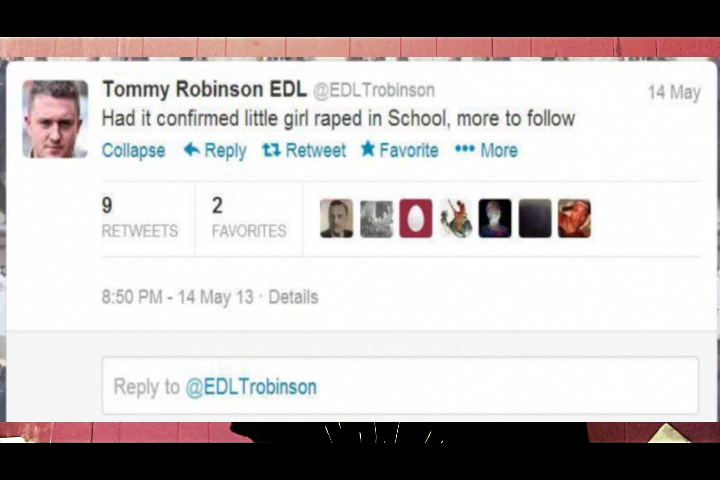 Tommy Robinson EDL @EDLTrobinson 14 May
Had it confirmed little girl raped in School, more to follow
Collapse Reply Retweet Favorite More
9 2
RETWEETS FAVORITES
8:50 PM - 14 May 13 · Details
Reply to @EDLTrobinson